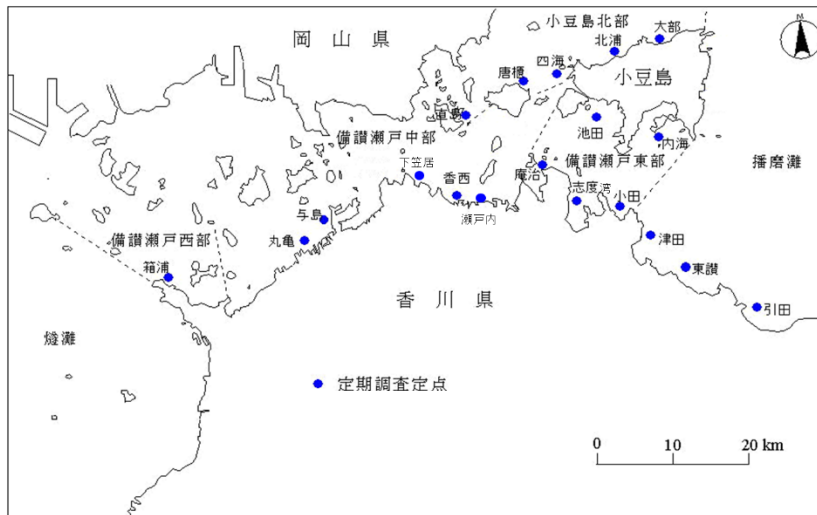 N
小豆島北部
大部
北浦
岡山県
四海
唐櫃
小豆島
直島
池田
備讃瀬戸中部
内海
下笠居
庵治
備讃瀬戸東部
播磨灘
香西
志度湾
小田
瀬戸内
与島
備讃瀬戸西部
丸亀
津田
箱浦
東讃
香川県
引田
燧灘
定期調査定点
0 10 20 km